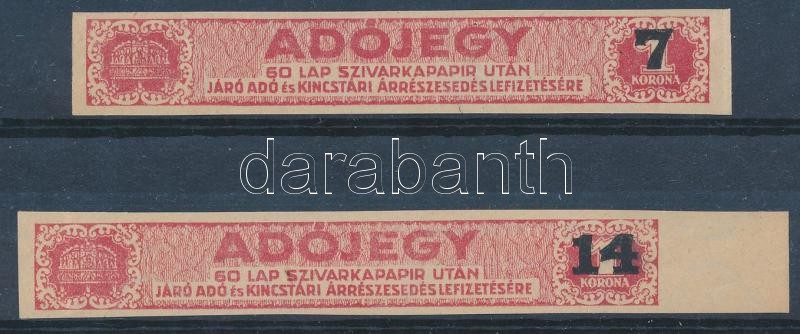 ADÓJEGY
60 LAP SZIVARKAPAPIR UTÁN
JÁRÓ ADÓ és KINCSTÁRI ÁRRÉSZESEDÉS LEFIZETÉSÉRE
7
KORONA
darabanth
ADÓJEGY
60 LAP SZIVARKAPAPIR UTÁN
JÁRÓ ADÓ és KINCSTÁRI ÁRRÉSZESEDÉS LEFIZETÉSÉRE
14
KORONA